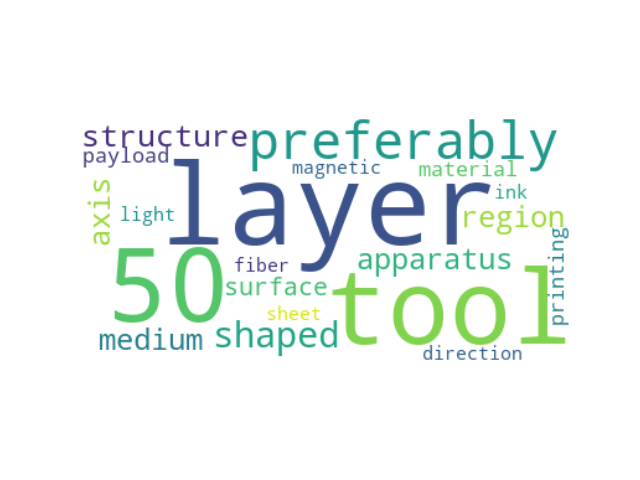 structure preferably
payload magnetic material
layer ink
axis light region
50 fiber apparatus printing
surface tool
sheet
medium shaped direction